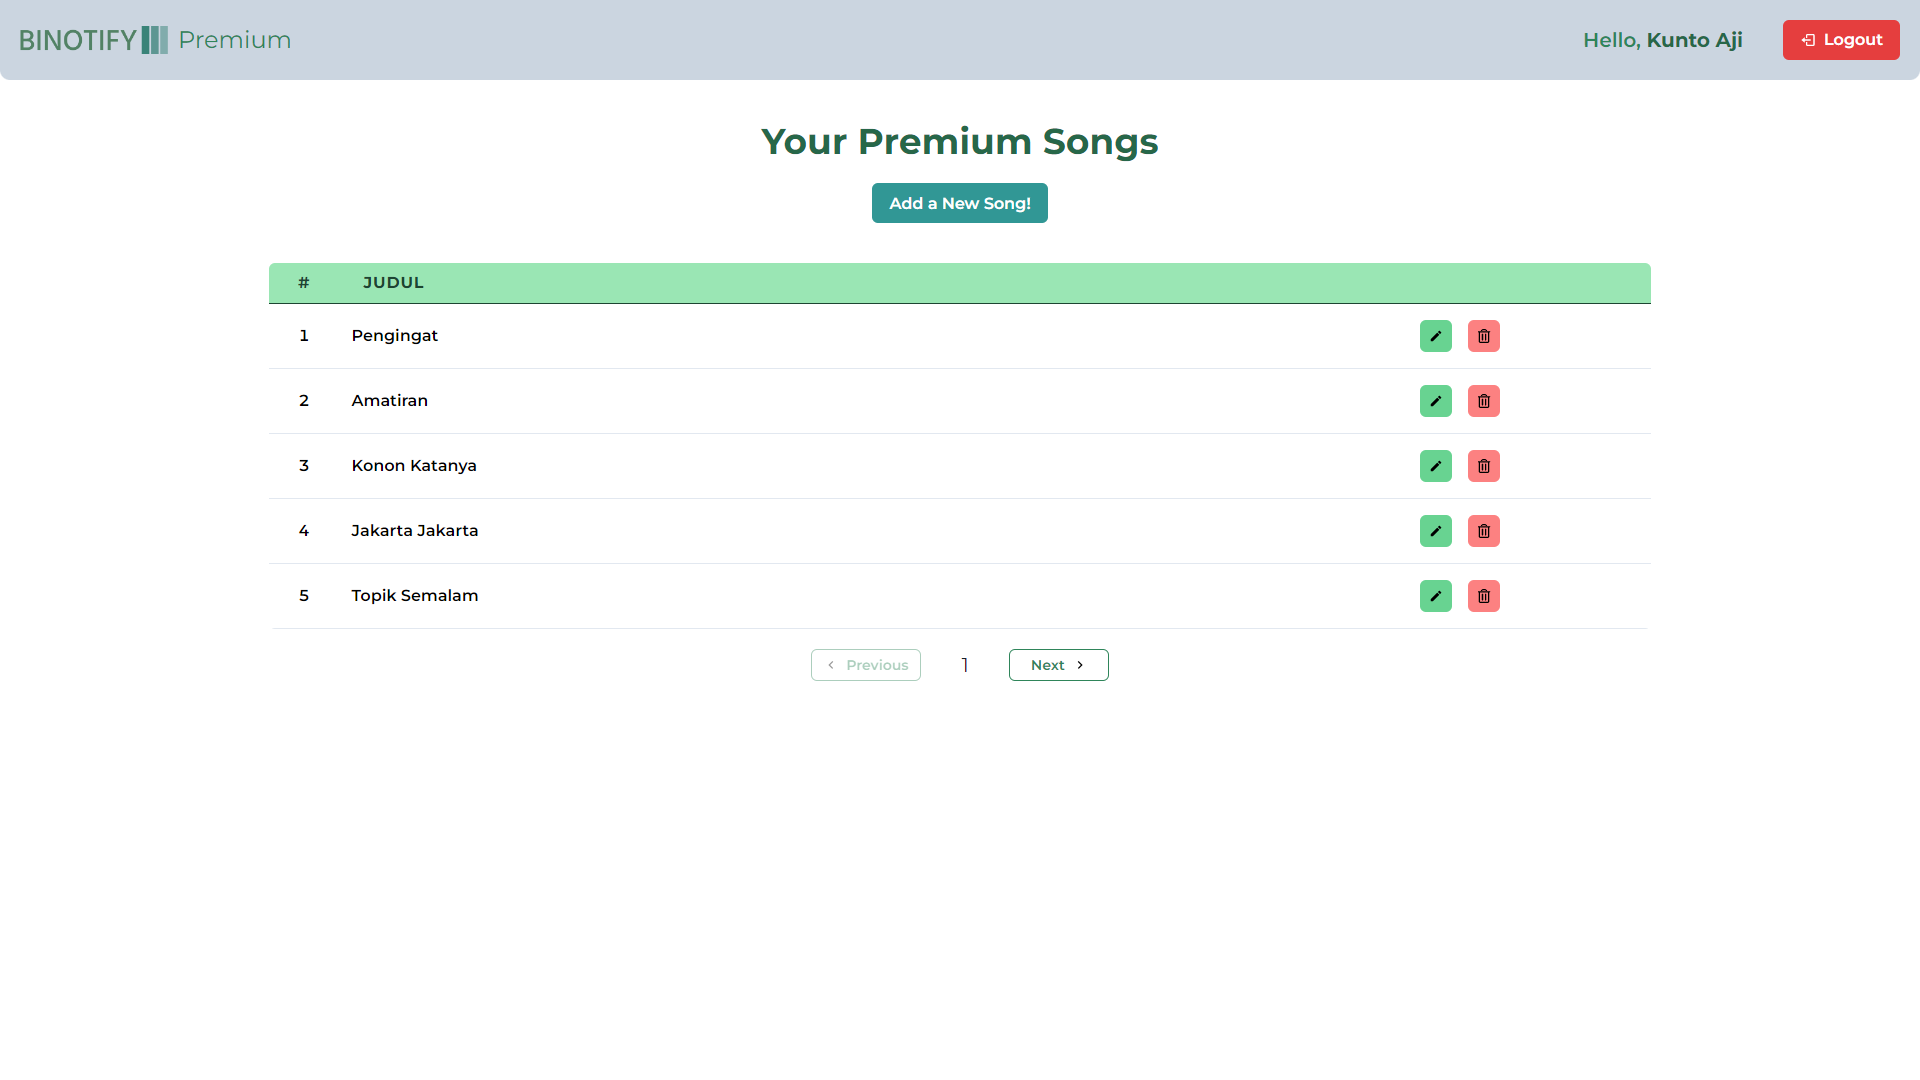 BINOTIFY Premium
Hello, Kunto Aji
Logout
Your Premium Songs
Add a New Song!
# JUDUL
1 Pengingat
2 Amatiran
3 Konon Katanya
4 Jakarta Jakarta
5 Topik Semalam
Previous 1 Next